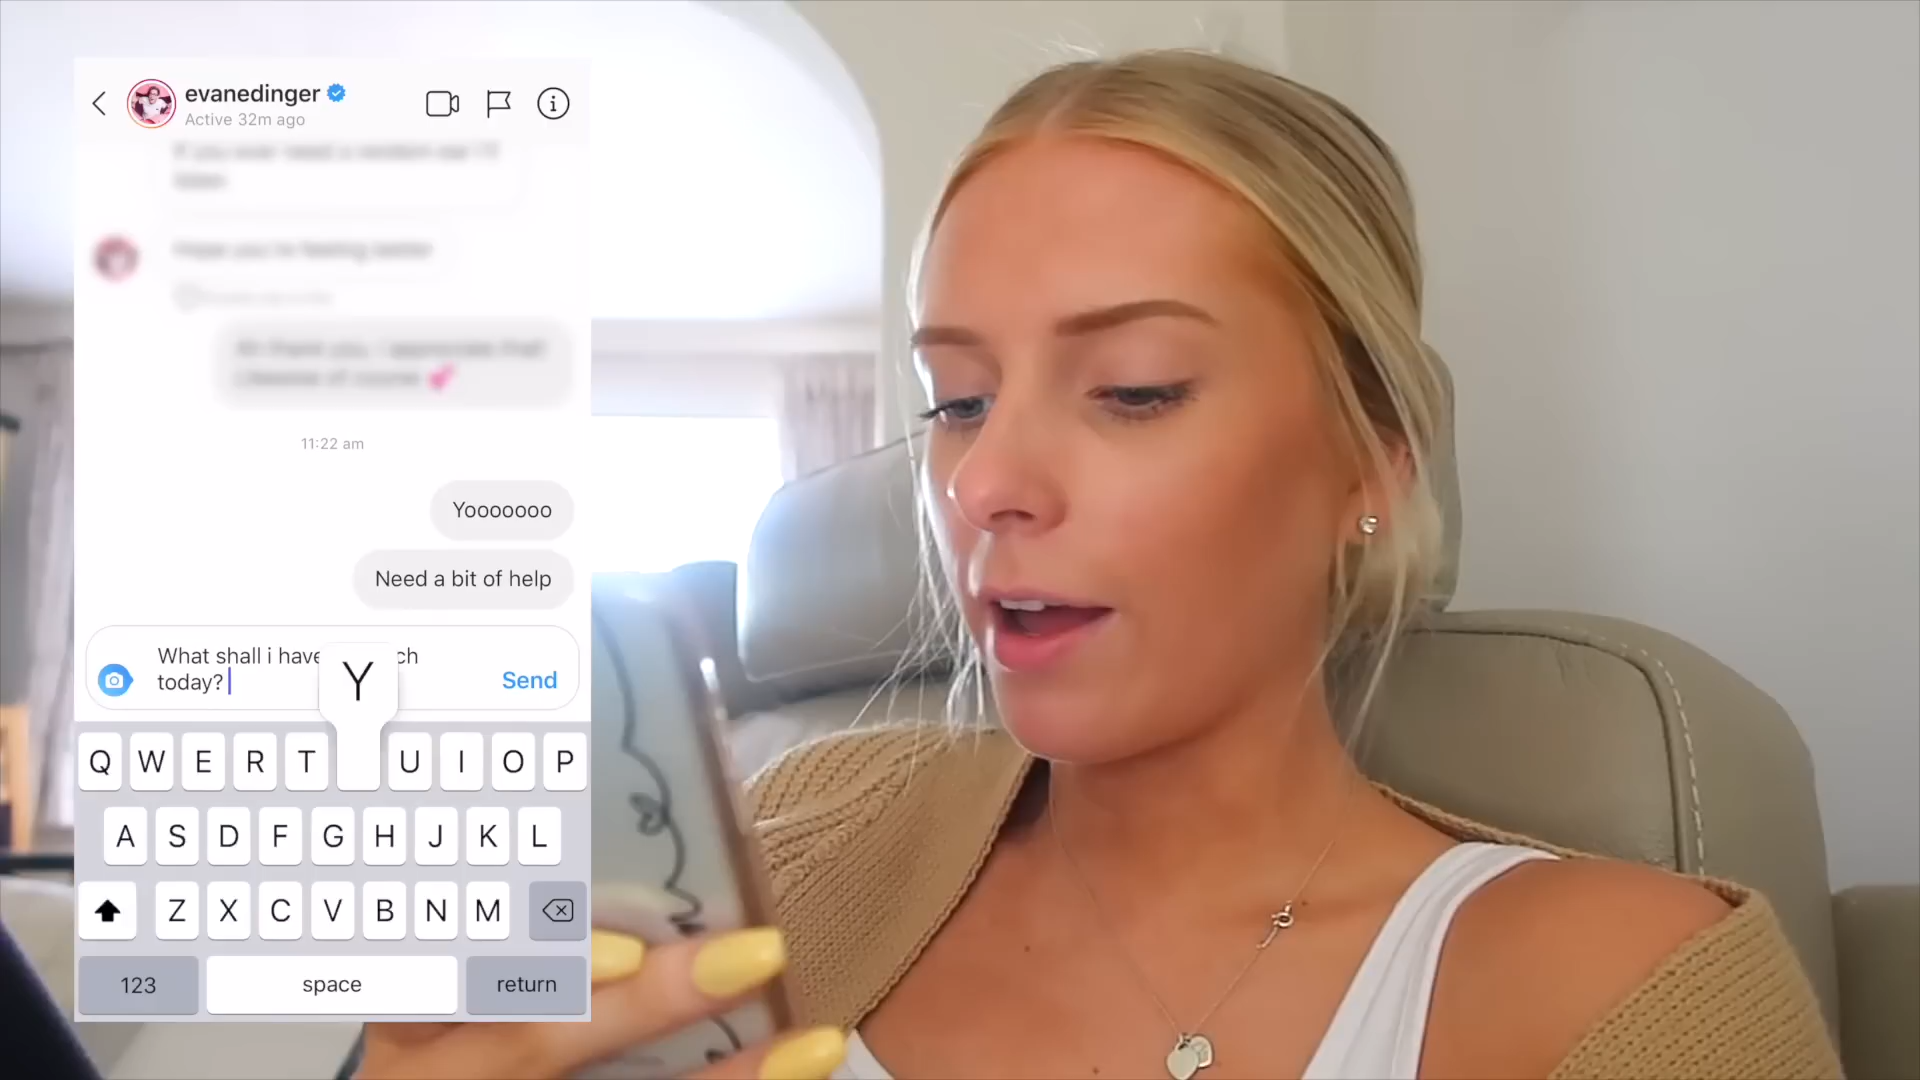 evanedinger
Active 32m ago
11:22 am
Yooooooo
Need a bit of help
What shall i have ch
today?
Send
Y
Q W E R T U I O P
A S D F G H J K L
Z X C V B N M
123 space return